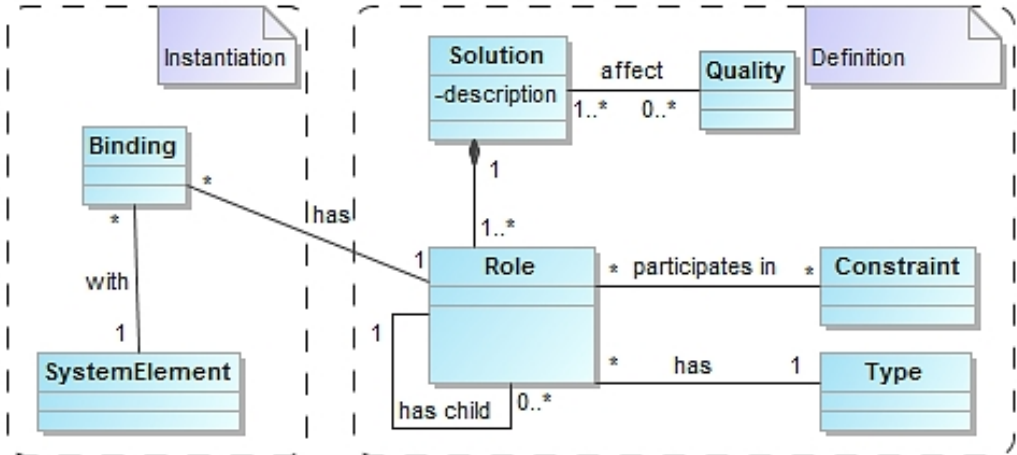 Instantiation
Definition
Solution
-description
affect
1..*
0..*
Quality
Binding
*
*
has
1
1
1..*
with
1
SystemElement
Role
*
participates in
*
Constraint
1
has child
0..*
*
has
1
Type